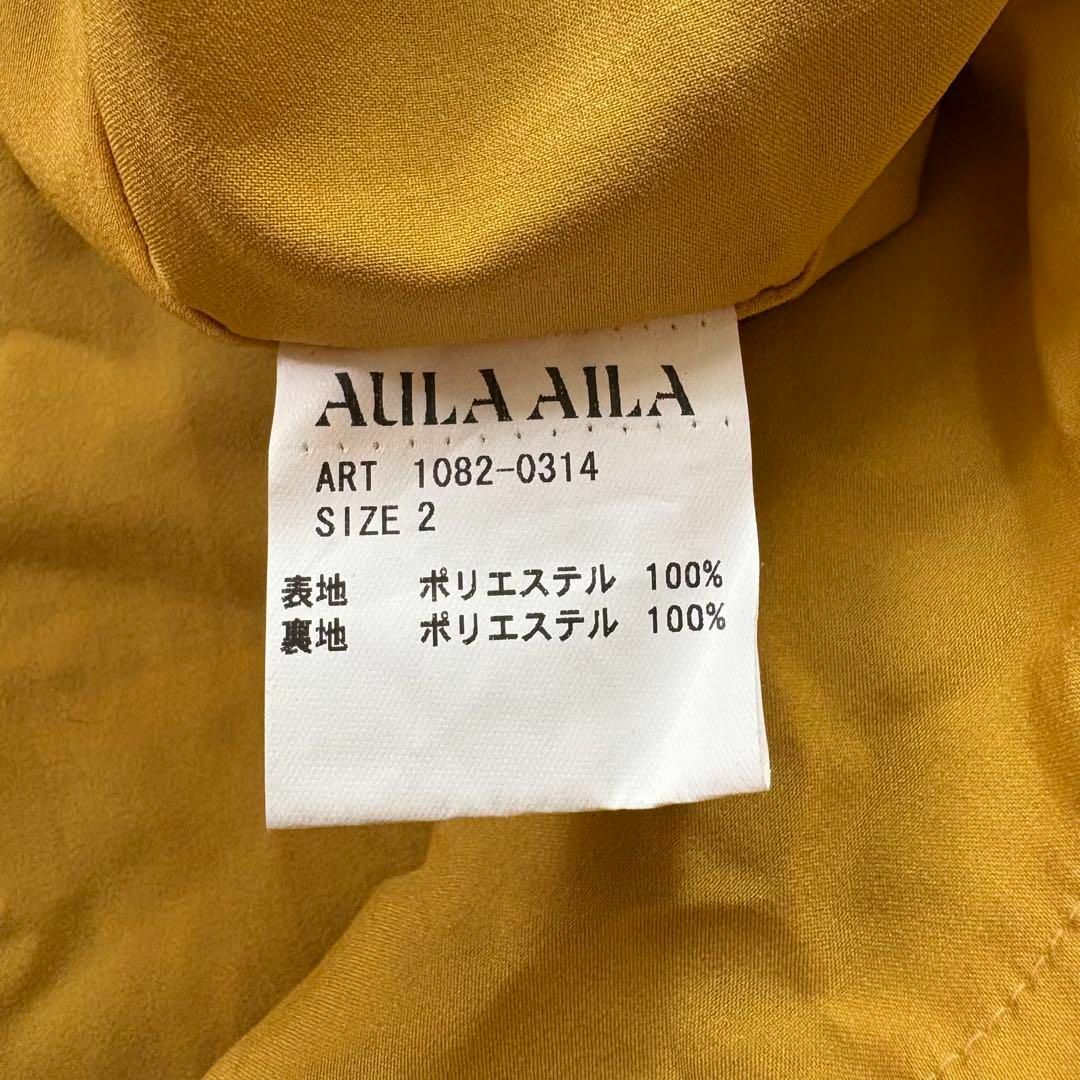 AULA AILA
ART 1082-0314
SIZE 2
表地 ポリエステル 100%
裏地 ポリエステル 100%